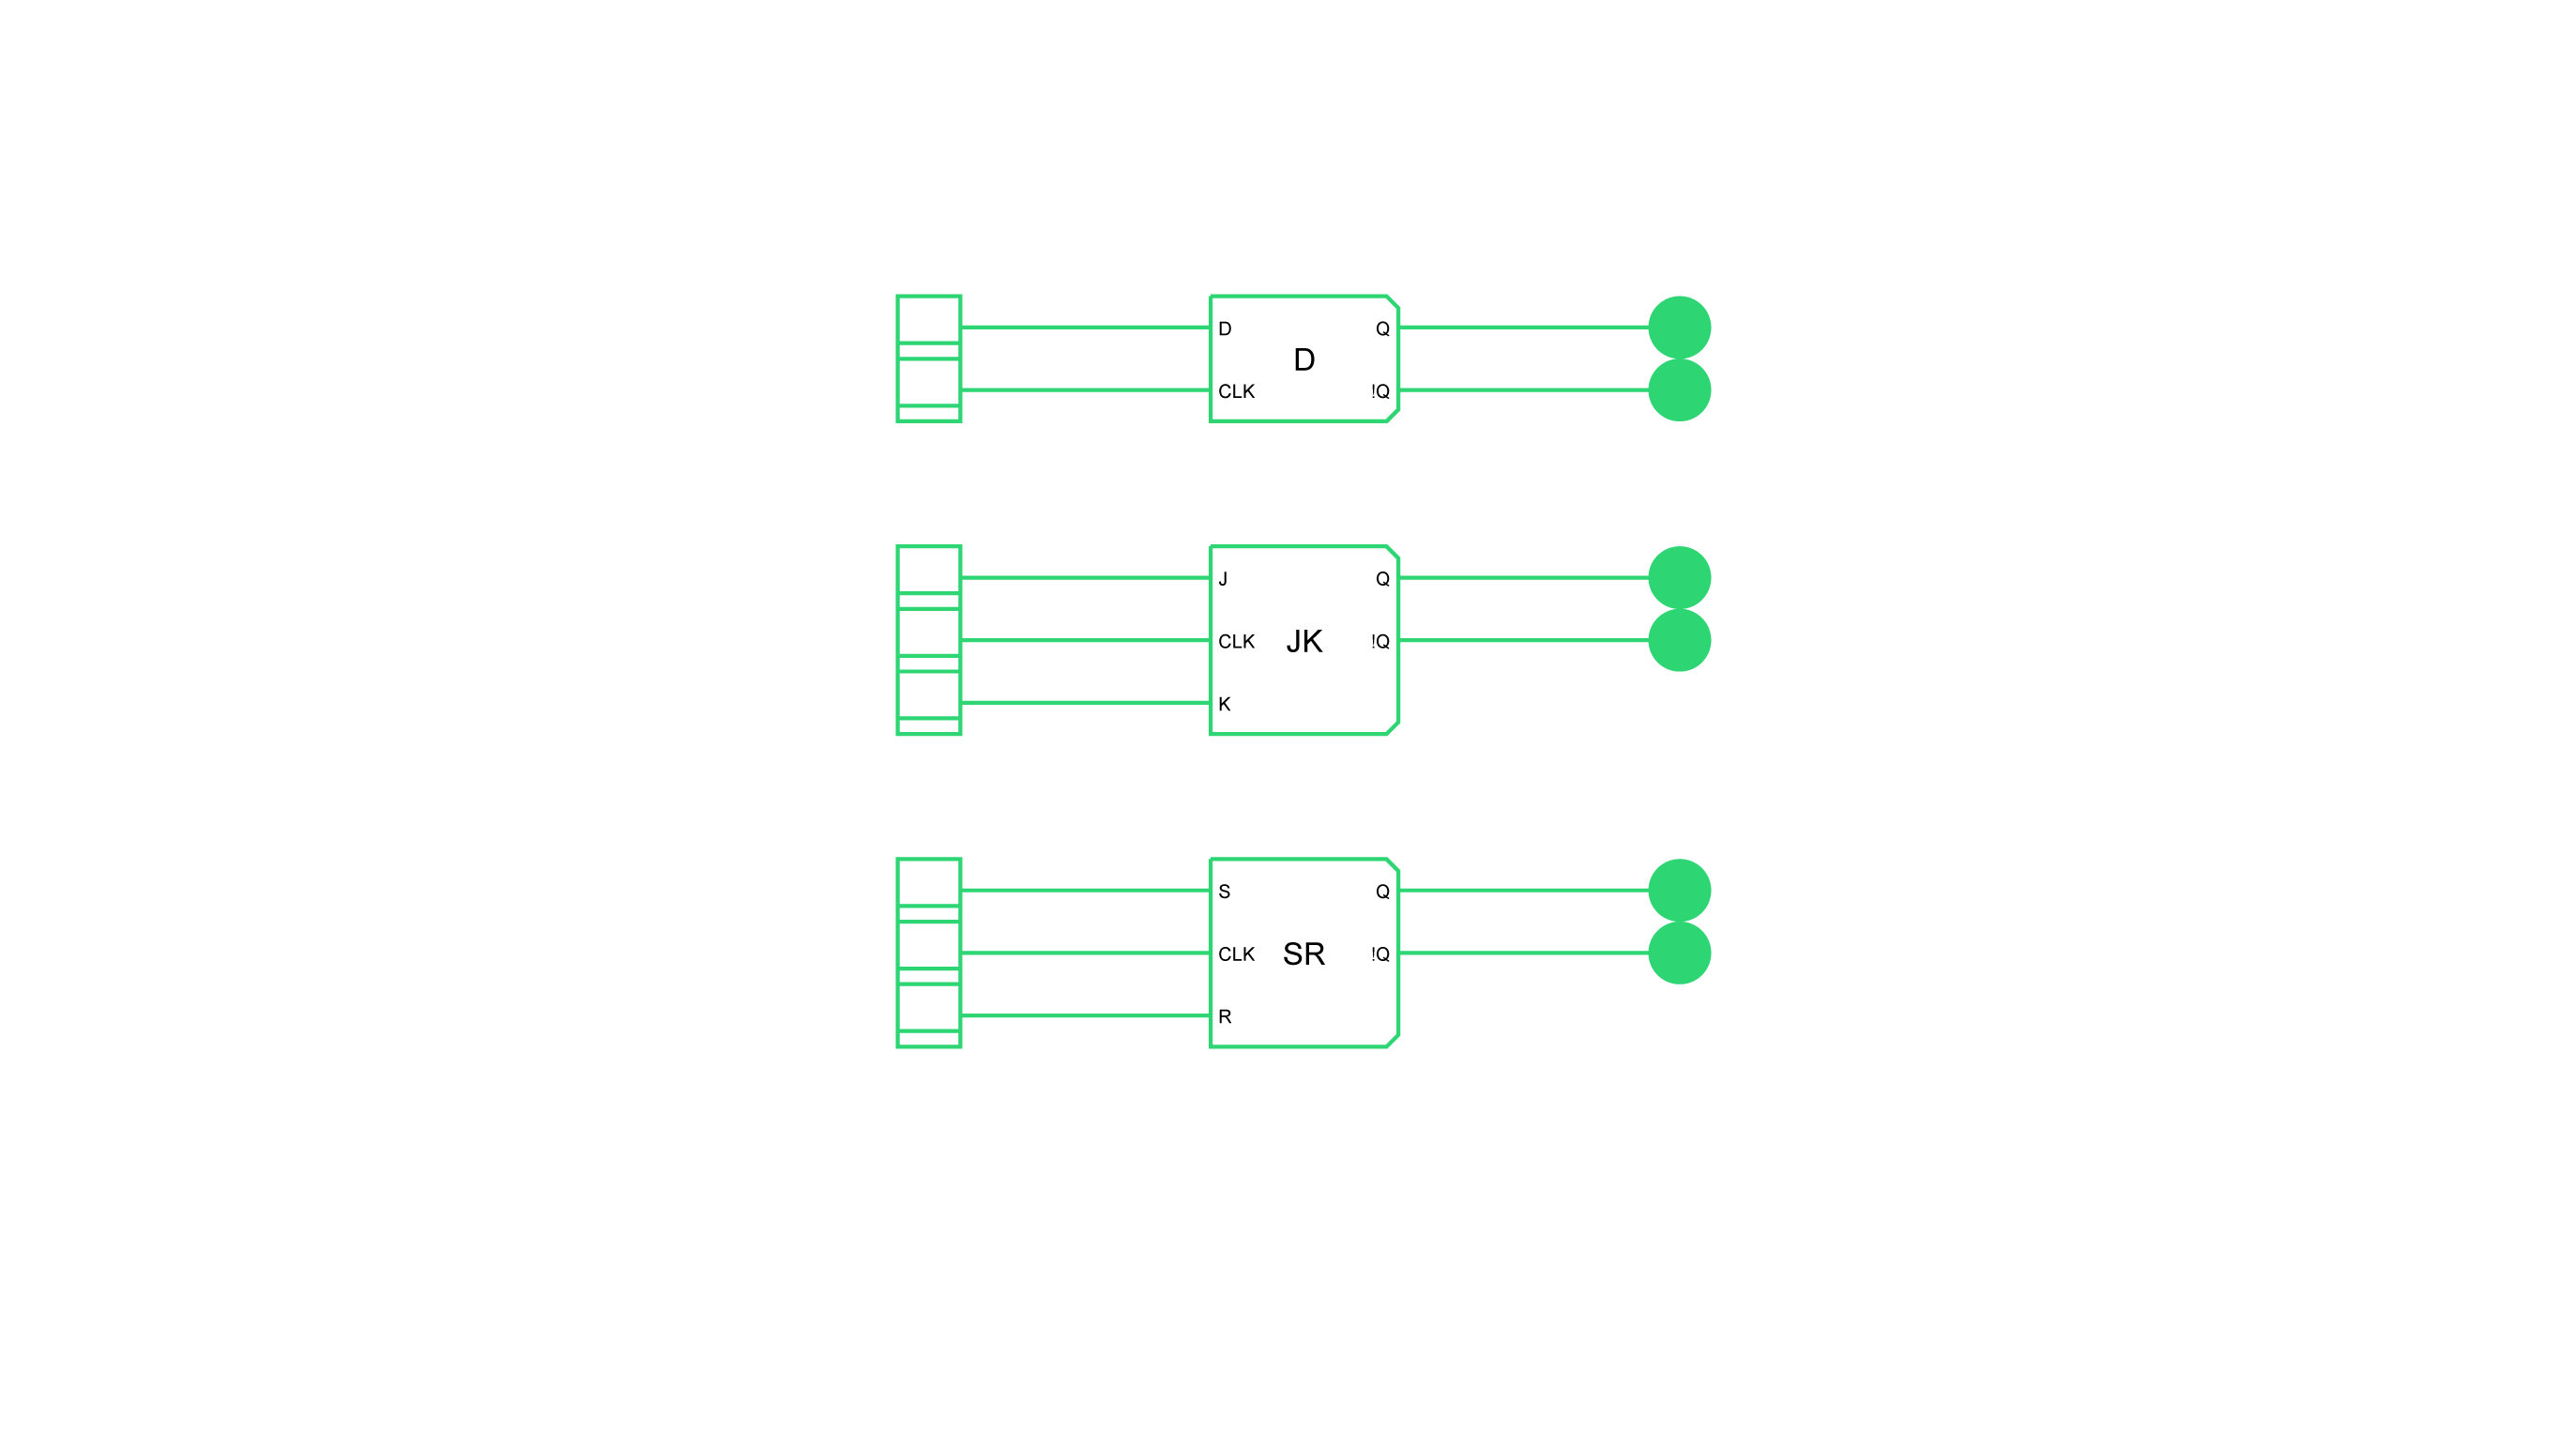 D Q
D
CLK !Q
J Q
CLK JK !Q
K
S Q
CLK SR !Q
R